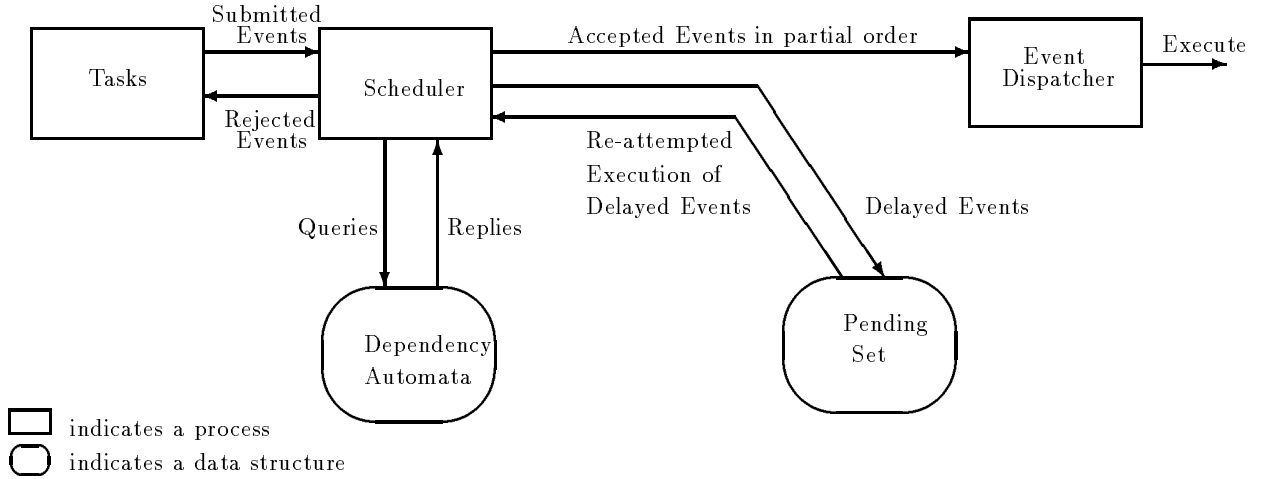 Submitted
Events
Tasks
Rejected
Events
Scheduler
Accepted Events in partial order
Event
Dispatcher
Execute
Re-attempted
Execution of
Delayed Events
Delayed Events
Queries
Replies
Dependency
Automata
Pending
Set
indicates a process
indicates a data structure